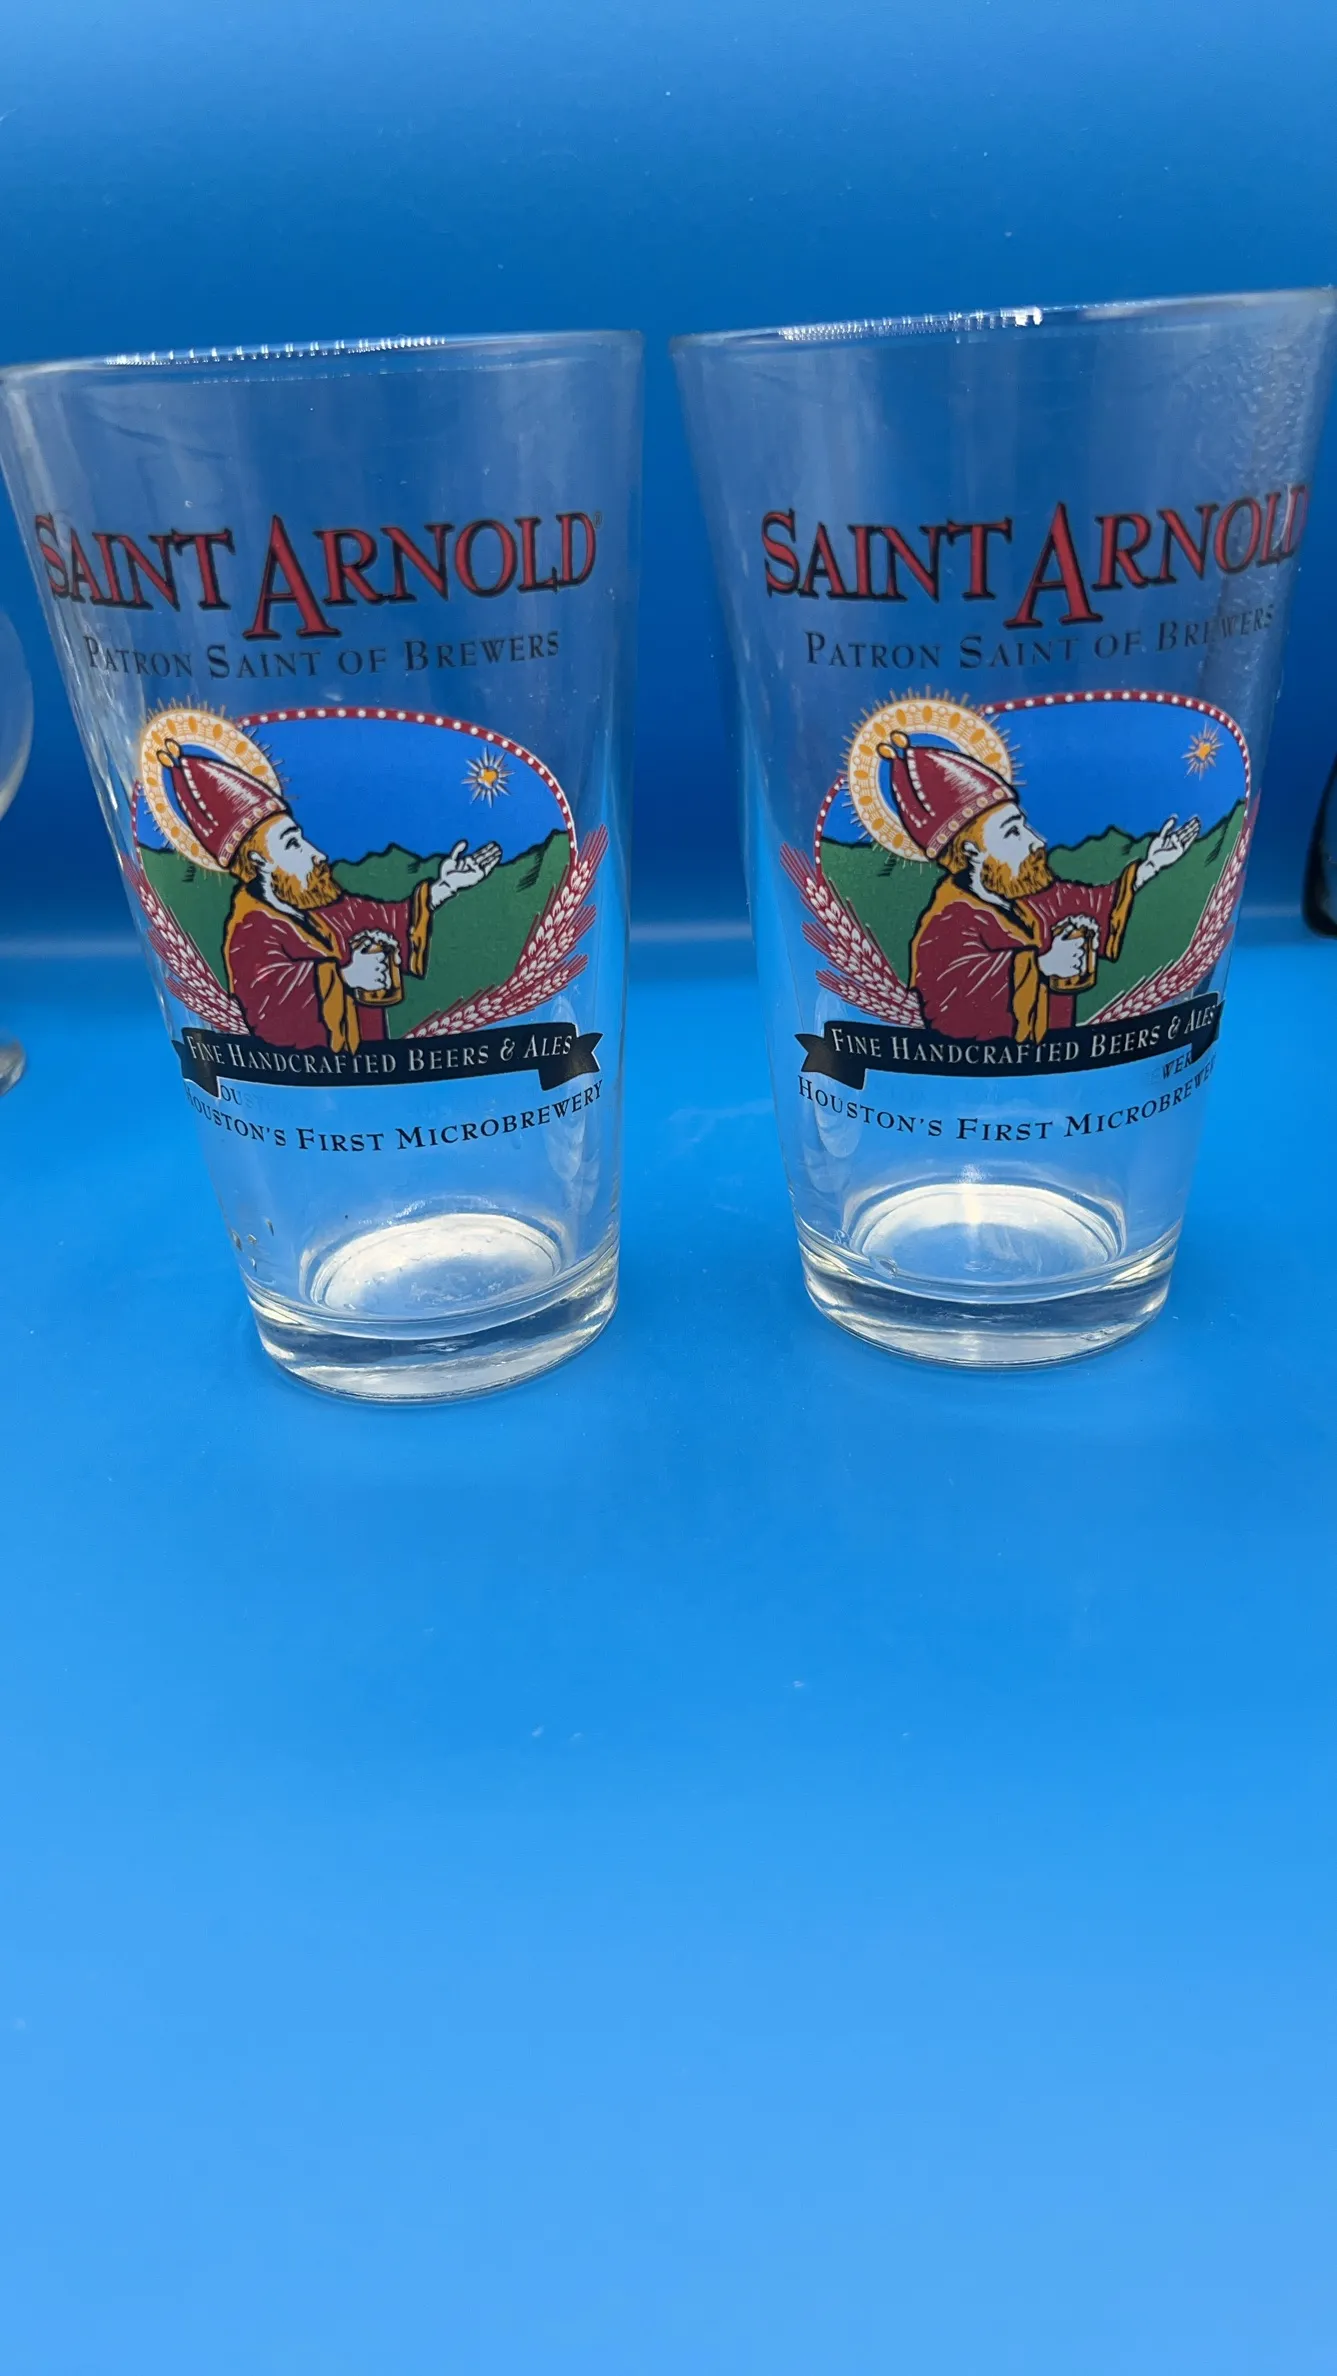 SAINT ARNOLD®
PATRON SAINT OF BREWERS
FINE HANDCRAFTED BEERS & ALES
HOUSTON'S FIRST MICROBREWERY
SAINT ARNOLD
PATRON SAINT OF BREWERS
FINE HANDCRAFTED BEERS & ALES
HOUSTON'S FIRST MICROBREWERY